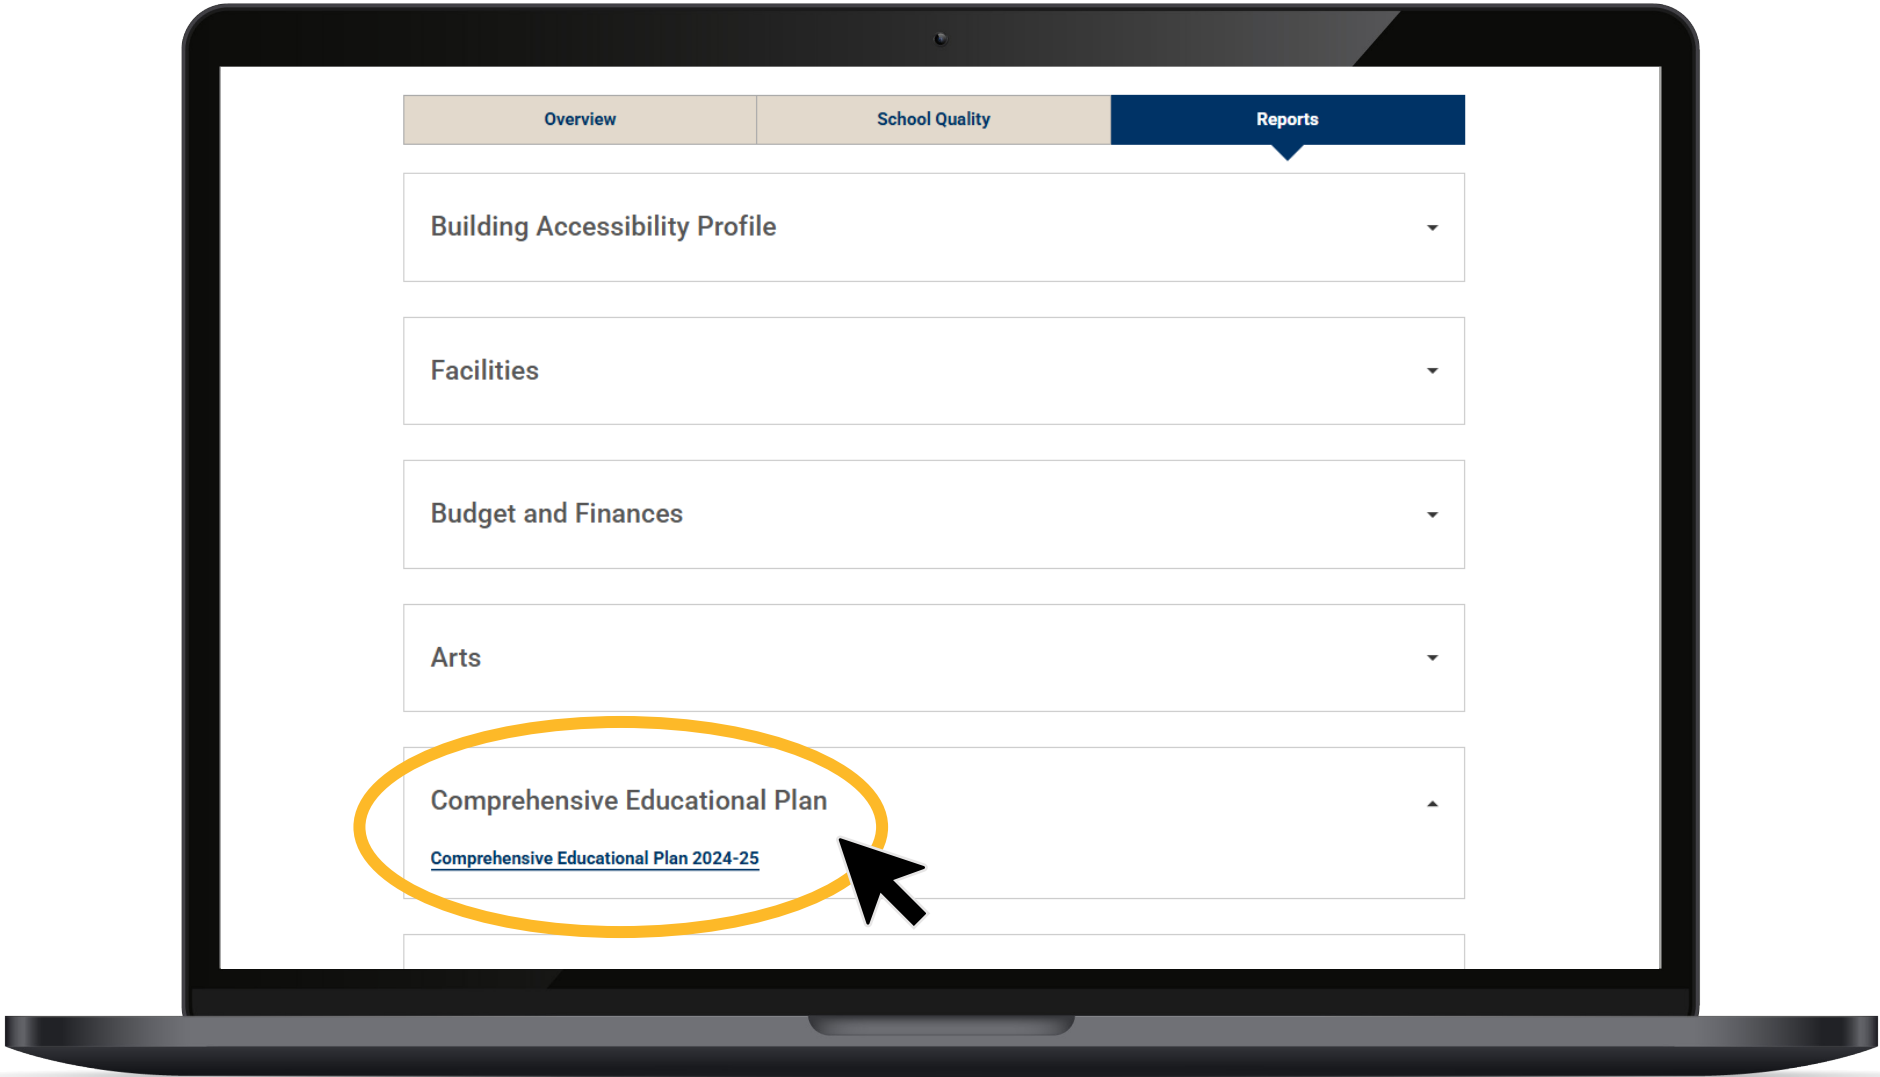 Overview
School Quality
Reports
Building Accessibility Profile
Facilities
Budget and Finances
Arts
Comprehensive Educational Plan
Comprehensive Educational Plan 2024-25